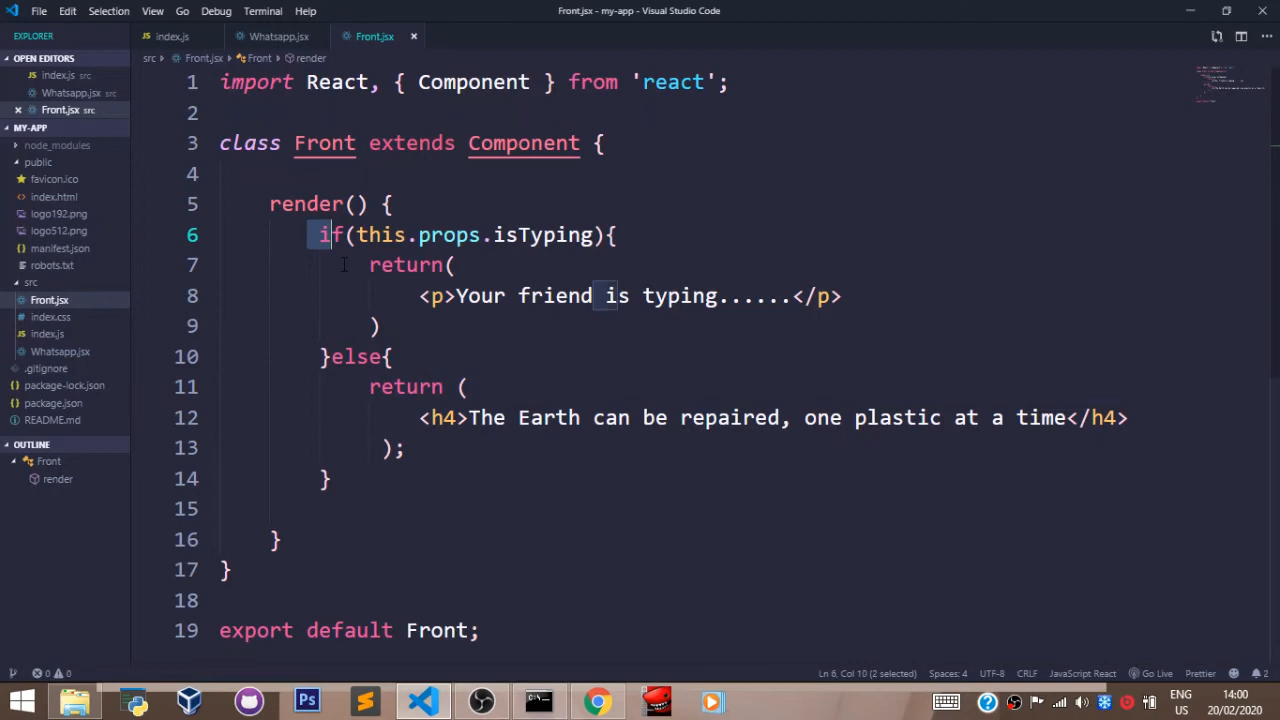 File Edit Selection View Go Debug Terminal Help
Front.jsx - my-app - Visual Studio Code
EXPLORER
index.js
Whatsapp.jsx
Front.jsx
OPEN EDITORS
index.js src
Whatsapp.jsx src
Front.jsx src
MY-APP
node_modules
public
favicon.ico
index.html
logo192.png
logo512.png
manifest.json
robots.txt
src
Front.jsx
index.css
index.js
Whatsapp.jsx
.gitignore
package-lock.json
package.json
README.md
OUTLINE
Front
render
src › Front.jsx › Front › render
1 import React, { Component } from 'react';
2
3 class Front extends Component {
4
5 render() {
6 if(this.props.isTyping){
7 return(
8 <p>Your friend is typing......</p>
9 )
10 }else{
11 return (
12 <h4>The Earth can be repaired, one plastic at a time</h4>
13 );
14 }
15
16 }
17 }
18
19 export default Front;
0 0
Ln 6, Col 10 (2 selected) Spaces: 4 UTF-8 CRLF JavaScript React Go Live Prettier 2
Ps
ENG
US
14:00
20/02/2020